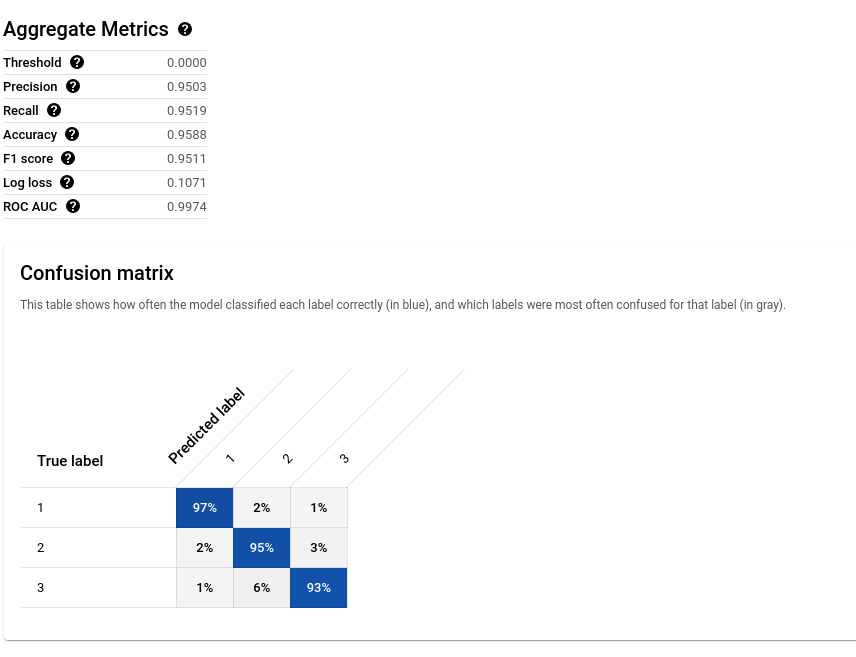 Aggregate Metrics ?
Threshold ? 0.0000
Precision ? 0.9503
Recall ? 0.9519
Accuracy ? 0.9588
F1 score ? 0.9511
Log loss ? 0.1071
ROC AUC ? 0.9974
Confusion matrix
This table shows how often the model classified each label correctly (in blue), and which labels were most often confused for that label (in gray).
Predicted label
True label 1 2 3
1 97% 2% 1%
2 2% 95% 3%
3 1% 6% 93%